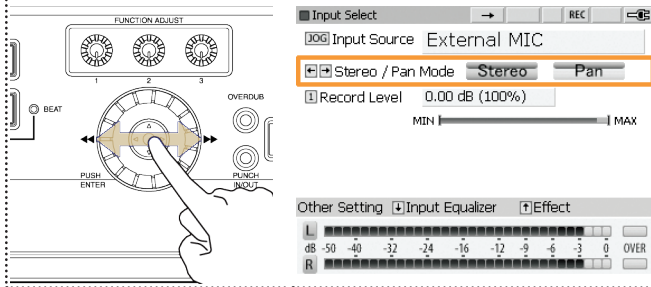 FUNCTION ADJUST
1 2 3
BEAT
OVERDUB
PUSH
ENTER
PUNCH
IN/OUT
Input Select → REC
JOG Input Source External MIC
←→ Stereo / Pan Mode Stereo Pan
1 Record Level 0.00 dB (100%)
MIN MAX
Other Setting ↓ Input Equalizer ↑ Effect
L
dB -50 -40 -32 -24 -16 -12 -9 -6 -3 0 OVER
R